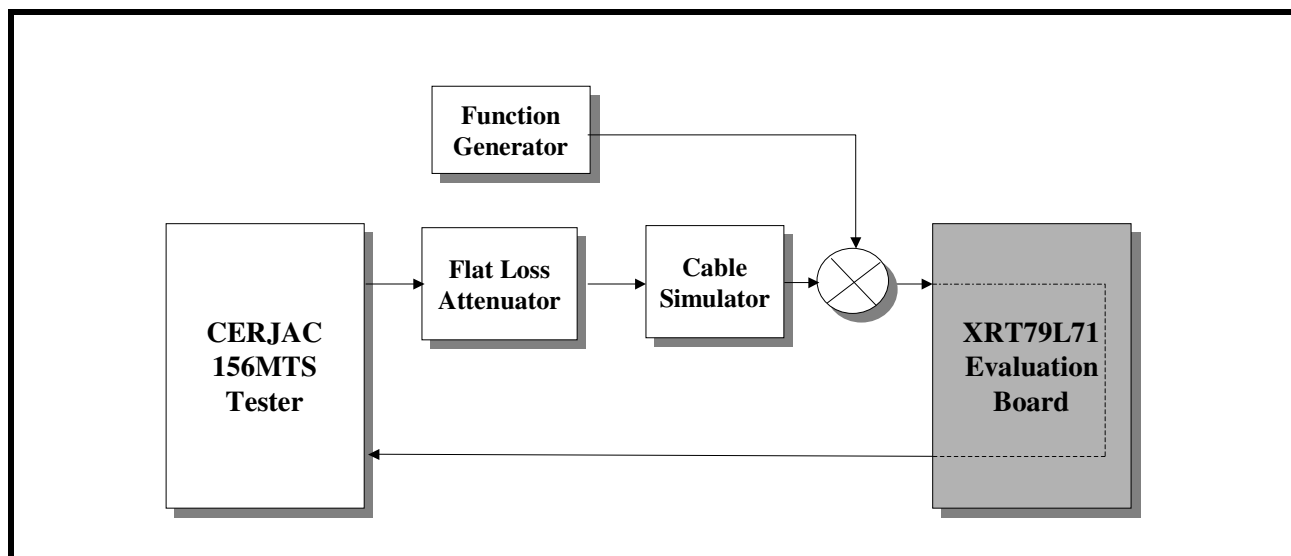 Function
Generator
Flat Loss
Attenuator
Cable
Simulator
CERJAC
156MTS
Tester
XRT79L71
Evaluation
Board